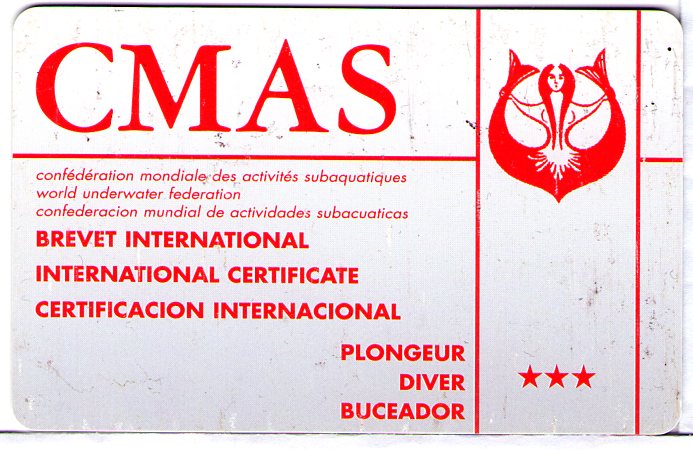 CMAS
confédération mondiale des activités subaquatiques
world underwater federation
confederacion mundial de actividades subacuaticas
BREVET INTERNATIONAL
INTERNATIONAL CERTIFICATE
CERTIFICACION INTERNACIONAL
PLONGEUR
DIVER
BUCEADOR
★★★